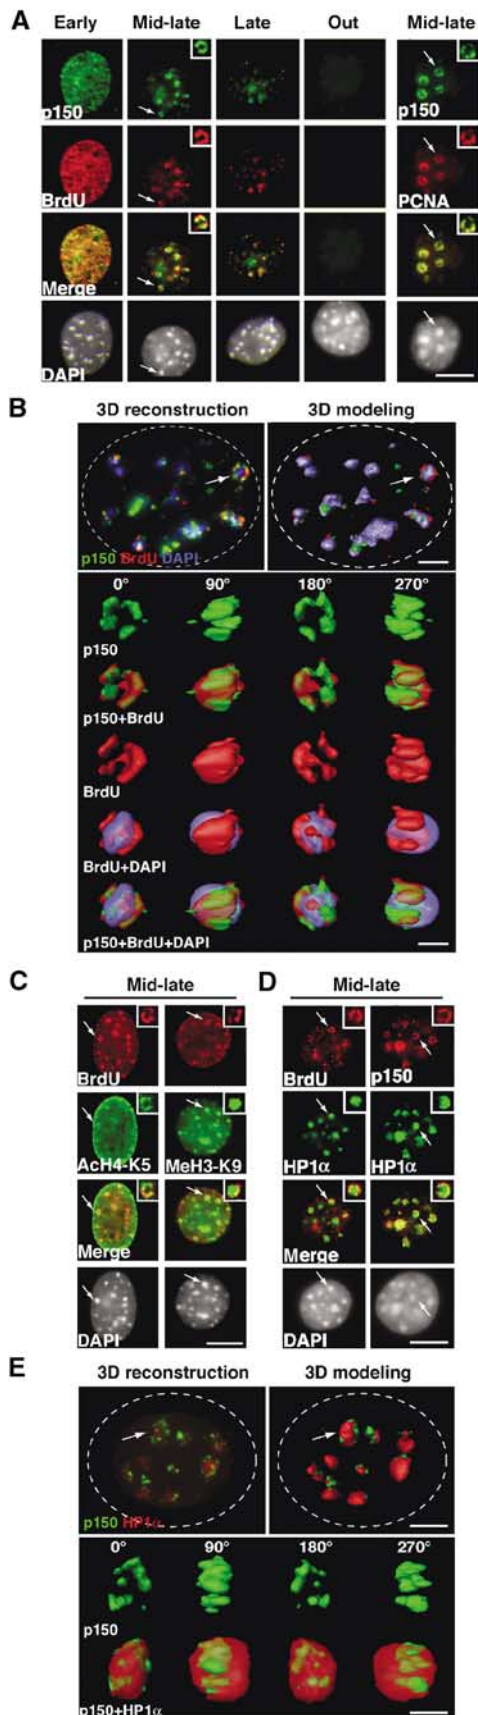 A
Early Mid-late Late Out Mid-late
p150 p150
BrdU PCNA
Merge Merge
DAPI DAPI
B
3D reconstruction 3D modeling
p150 BrdU DAPI
0° 90° 180° 270°
p150
p150+BrdU
BrdU
BrdU+DAPI
p150+BrdU+DAPI
C D
Mid-late Mid-late
BrdU BrdU p150
AcH4-K5 MeH3-K9 HP1α HP1α
Merge Merge
DAPI DAPI
E
3D reconstruction 3D modeling
p150 HP1α
0° 90° 180° 270°
p150
p150+HP1α